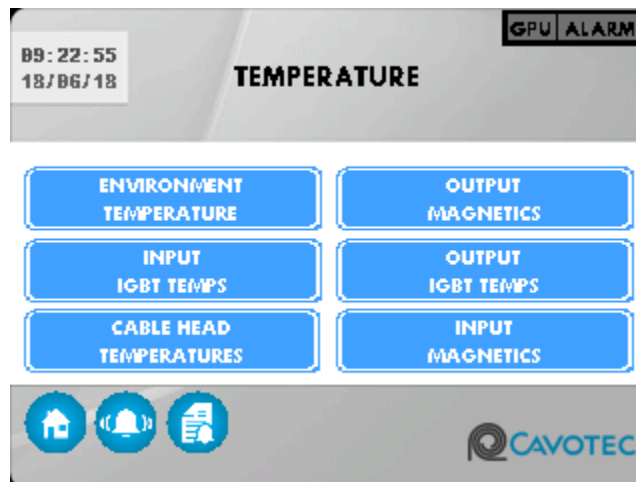 GPU ALARM
09:22:55
18/06/18
TEMPERATURE
ENVIRONMENT
TEMPERATURE
OUTPUT
MAGNETICS
INPUT
IGBT TEMPS
OUTPUT
IGBT TEMPS
CABLE HEAD
TEMPERATURES
INPUT
MAGNETICS
CAVOTEC